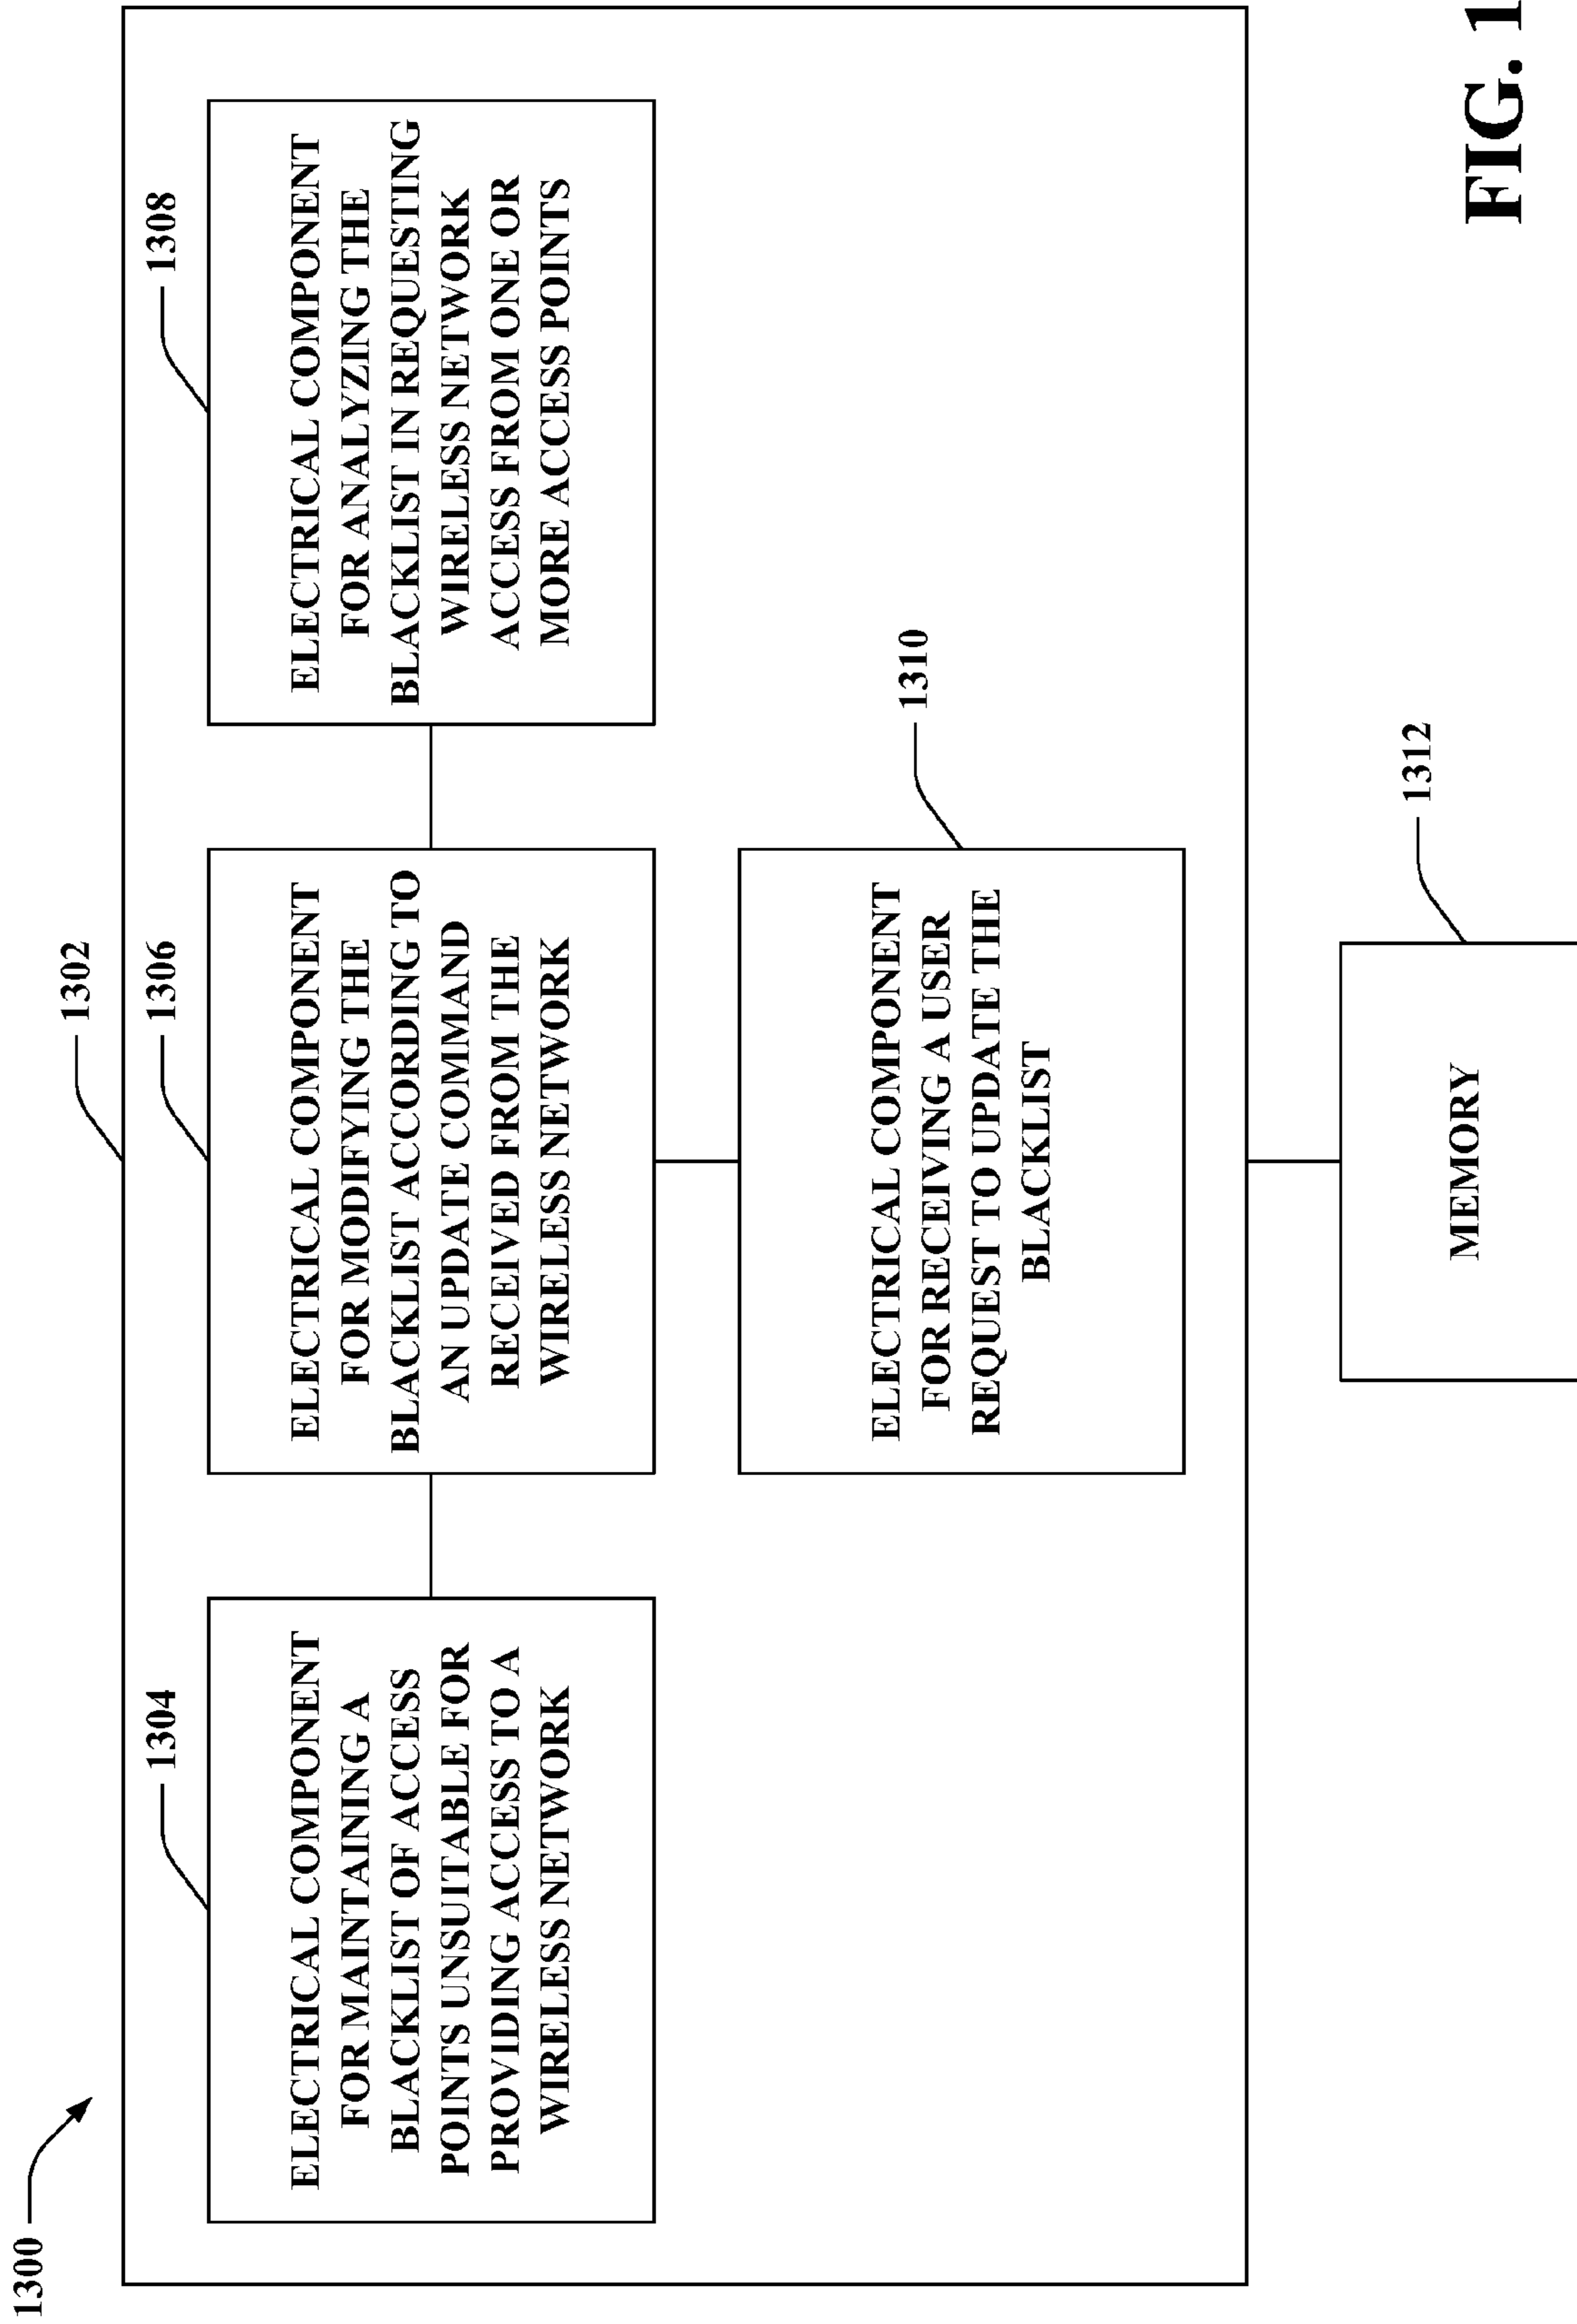 1300
1302
1304
1306
1308
ELECTRICAL COMPONENT
FOR MAINTAINING A
BLACKLIST OF ACCESS
POINTS UNSUITABLE FOR
PROVIDING ACCESS TO A
WIRELESS NETWORK
ELECTRICAL COMPONENT
FOR MODIFYING THE
BLACKLIST ACCORDING TO
AN UPDATE COMMAND
RECEIVED FROM THE
WIRELESS NETWORK
ELECTRICAL COMPONENT
FOR ANALYZING THE
BLACKLIST IN REQUESTING
WIRELESS NETWORK
ACCESS FROM ONE OR
MORE ACCESS POINTS
1310
ELECTRICAL COMPONENT
FOR RECEIVING A USER
REQUEST TO UPDATE THE
BLACKLIST
1312
MEMORY
FIG. 1